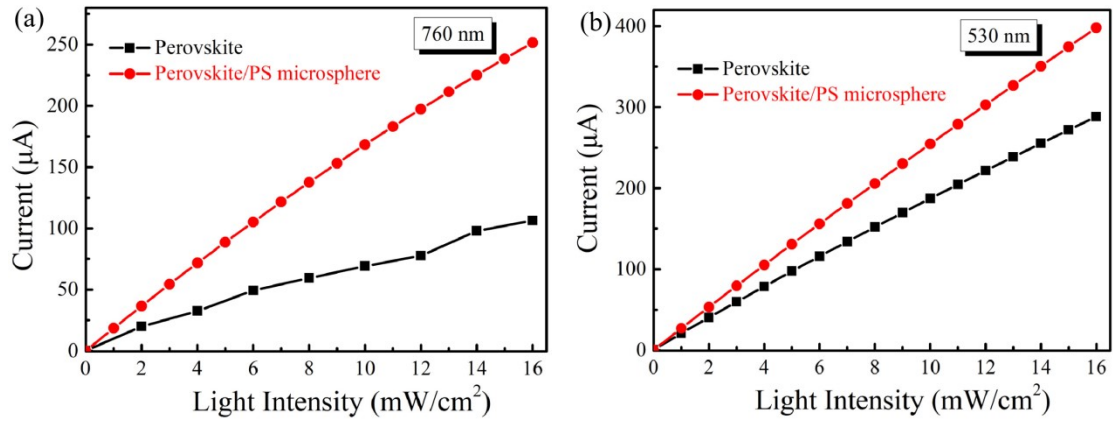 (a)
760 nm
Perovskite
Perovskite/PS microsphere
Current (μA)
250
200
150
100
50
0
0 2 4 6 8 10 12 14 16
Light Intensity (mW/cm²)
(b)
530 nm
Perovskite
Perovskite/PS microsphere
Current (μA)
400
300
200
100
0
0 2 4 6 8 10 12 14 16
Light Intensity (mW/cm²)